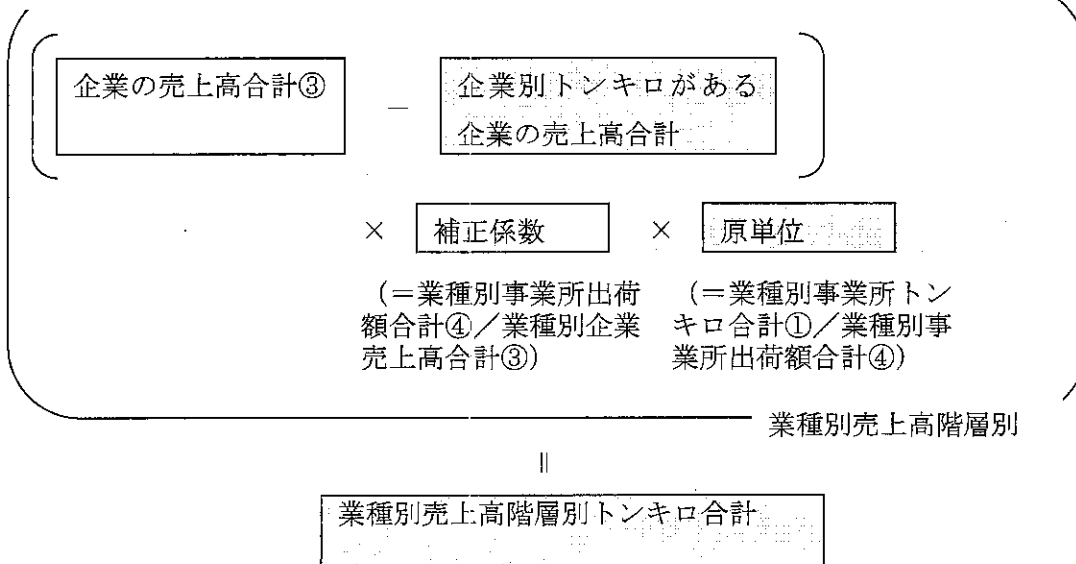 企業の売上高合計③
－
企業別トンキロがある
企業の売上高合計
×
補正係数
×
原単位
（＝業種別事業所出荷
額合計④／業種別企業
売上高合計③）
（＝業種別事業所トン
キロ合計①／業種別事
業所出荷額合計④）
業種別売上高階層別
||
業種別売上高階層別トンキロ合計